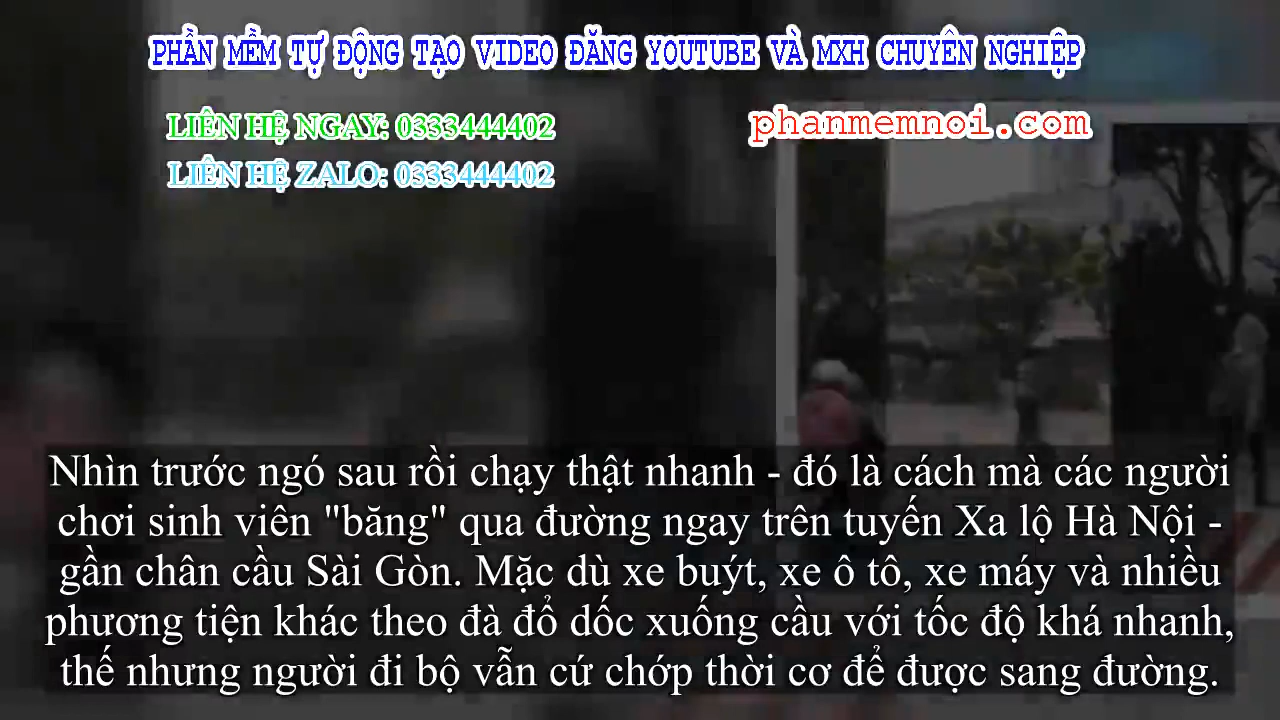 PHẦN MỀM TỰ ĐỘNG TẠO VIDEO ĐĂNG YOUTUBE VÀ MXH CHUYÊN NGHIỆP
LIÊN HỆ NGAY: 0333444402
phanmemnoi.com
LIÊN HỆ ZALO: 0333444402
Nhìn trước ngó sau rồi chạy thật nhanh - đó là cách mà các người
chơi sinh viên "băng" qua đường ngay trên tuyến Xa lộ Hà Nội -
gần chân cầu Sài Gòn. Mặc dù xe buýt, xe ô tô, xe máy và nhiều
phương tiện khác theo đà đổ dốc xuống cầu với tốc độ khá nhanh,
thế nhưng người đi bộ vẫn cứ chớp thời cơ để được sang đường.